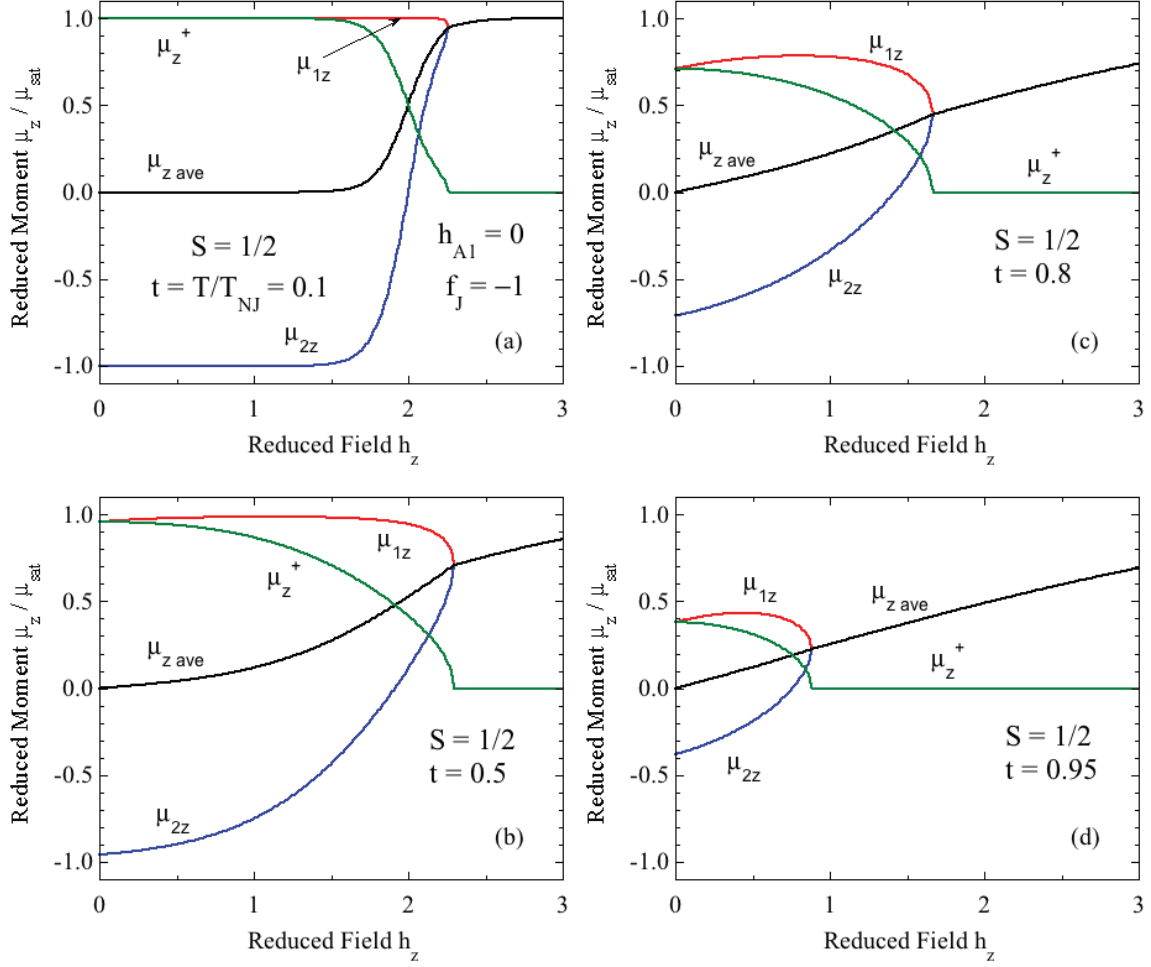 Reduced Moment μz / μsat
1.0
0.5
0.0
-0.5
-1.0
μz+
μ1z
μz ave
S = 1/2
t = T/TNJ = 0.1
hA1 = 0
fJ = −1
μ2z
(a)
0 1 2 3
Reduced Field hz
Reduced Moment μz / μsat
1.0
0.5
0.0
-0.5
-1.0
μ1z
μz+
μz ave
S = 1/2
t = 0.5
μ2z
(b)
0 1 2 3
Reduced Field hz
Reduced Moment μz / μsat
1.0
0.5
0.0
-0.5
-1.0
μ1z
μz ave
μz+
S = 1/2
t = 0.8
μ2z
(c)
0 1 2 3
Reduced Field hz
Reduced Moment μz / μsat
1.0
0.5
0.0
-0.5
-1.0
μ1z
μz ave
μz+
S = 1/2
t = 0.95
μ2z
(d)
0 1 2 3
Reduced Field hz